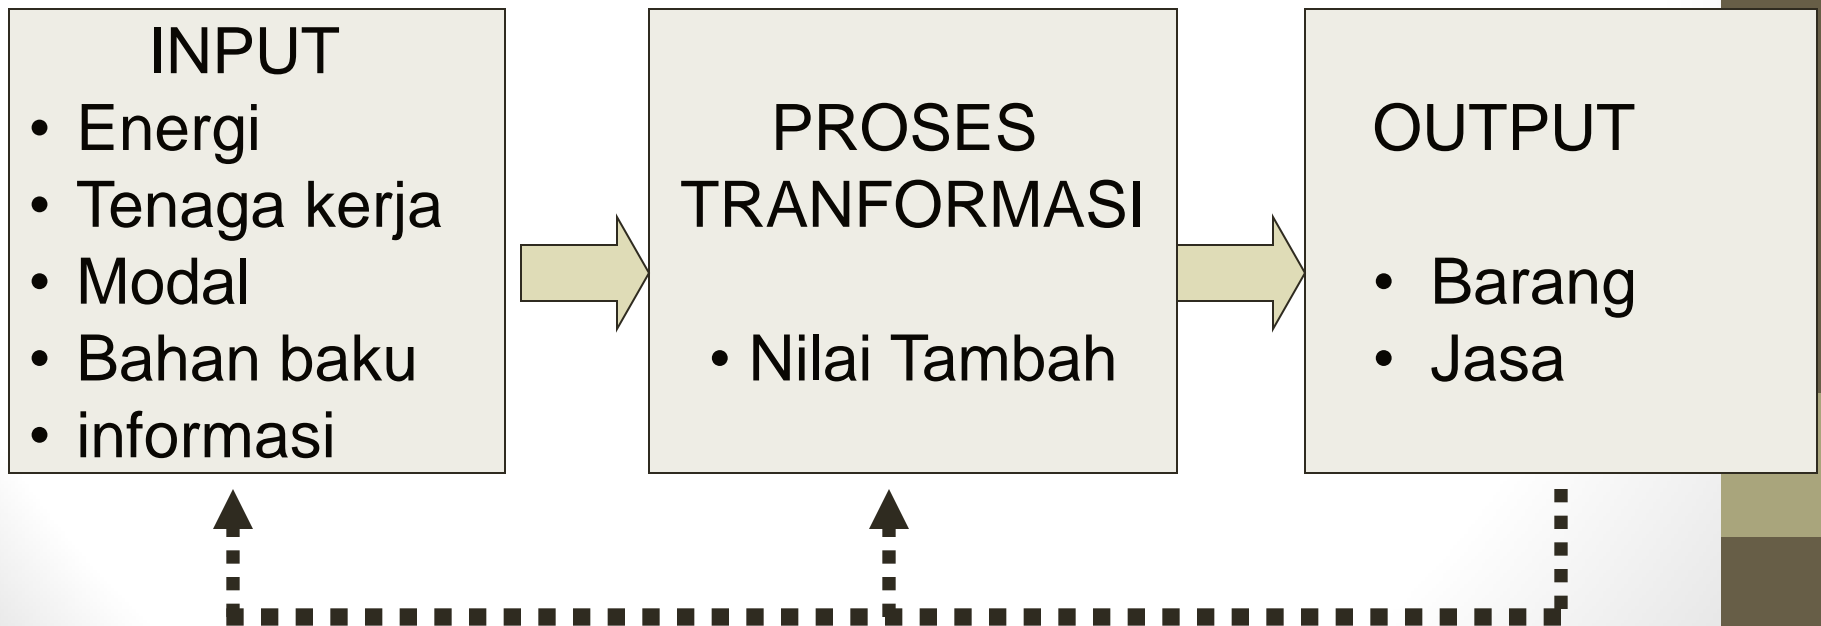 INPUT
• Energi
• Tenaga kerja
• Modal
• Bahan baku
• informasi
PROSES
TRANFORMASI
• Nilai Tambah
OUTPUT
• Barang
• Jasa